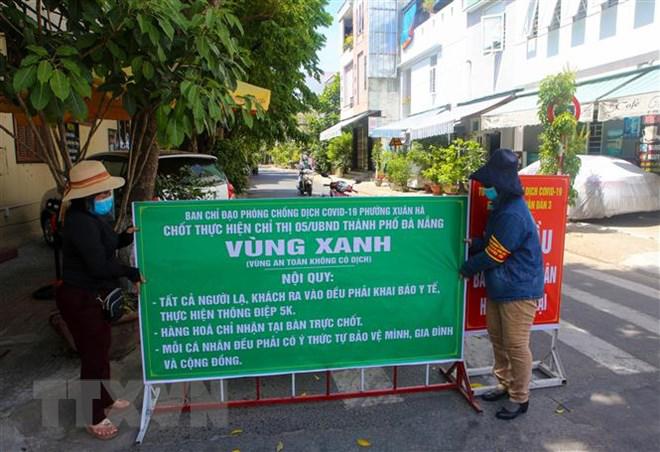 BAN CHỈ ĐẠO PHÒNG CHỐNG DỊCH COVID-19 PHƯỜNG XUÂN HÀ
CHỐT THỰC HIỆN CHỈ THỊ 05/UBND THÀNH PHỐ ĐÀ NẴNG
VÙNG XANH
(VÙNG AN TOÀN KHÔNG CÓ DỊCH)
NỘI QUY:
- TẤT CẢ NGƯỜI LẠ, KHÁCH RA VÀO ĐỀU PHẢI KHAI BÁO Y TẾ,
THỰC HIỆN THÔNG ĐIỆP 5K.
- HÀNG HOÁ CHỈ NHẬN TẠI BÀN TRỰC CHỐT.
- MỖI CÁ NHÂN ĐỀU PHẢI CÓ Ý THỨC TỰ BẢO VỆ MÌNH, GIA ĐÌNH
VÀ CỘNG ĐỒNG.
DỊCH COVID-19
DÂN 3
Café
TTXVN